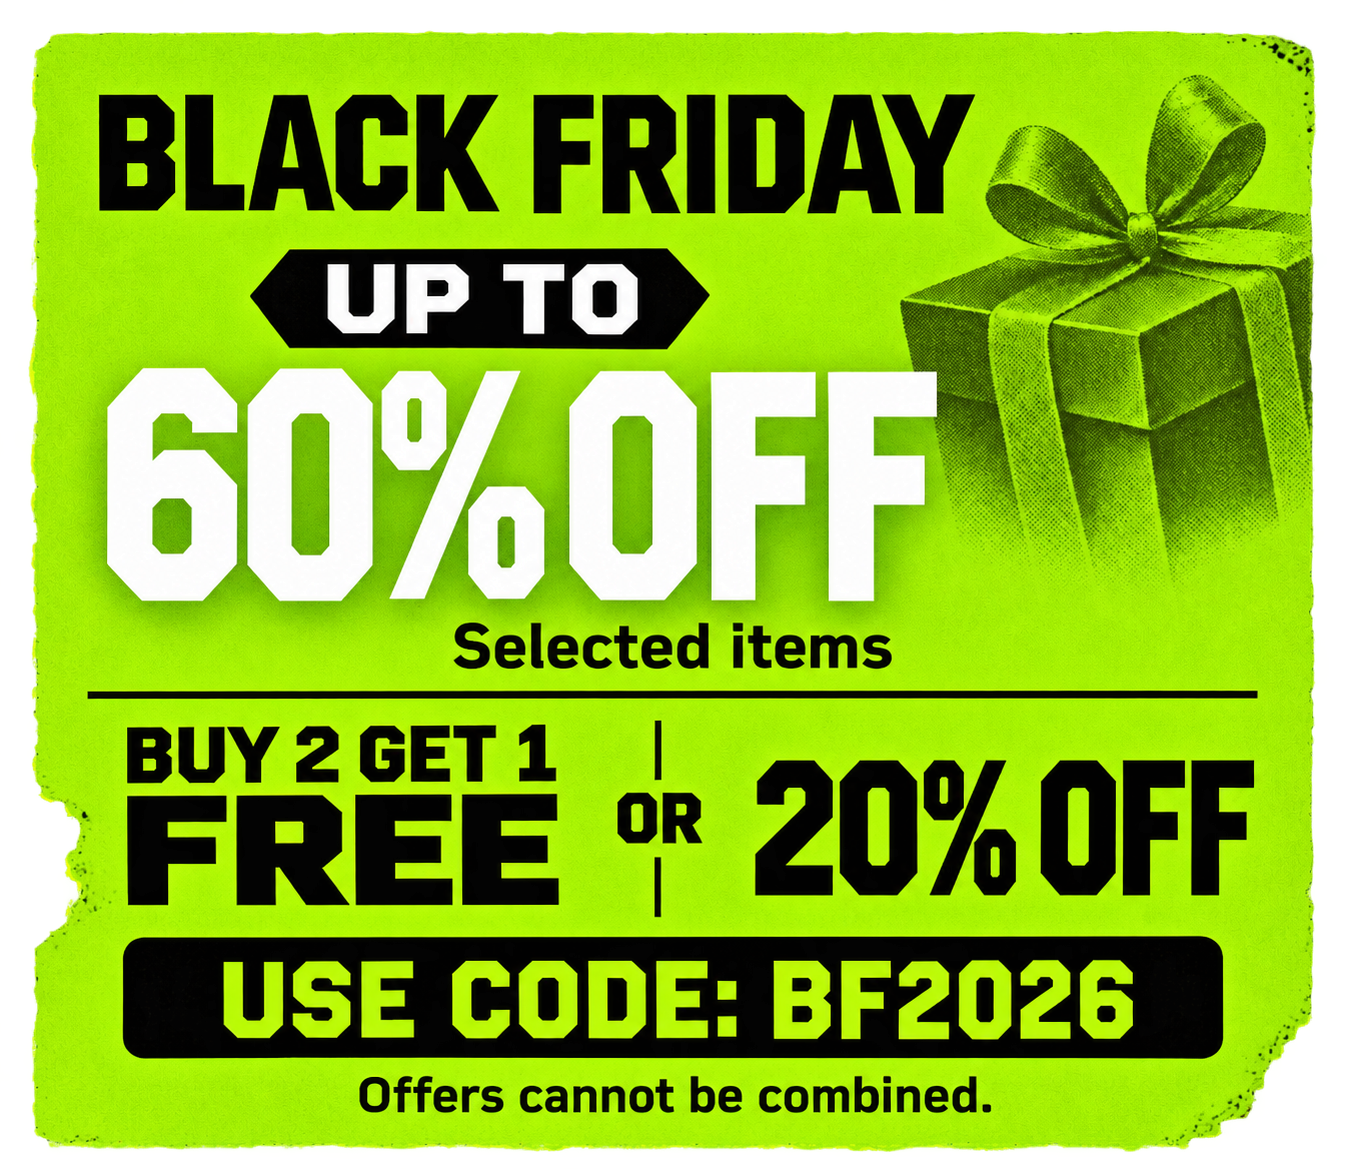 BLACK FRIDAY
UP TO
60% OFF
Selected items
BUY 2 GET 1
FREE
OR
20% OFF
USE CODE: BF2026
Offers cannot be combined.